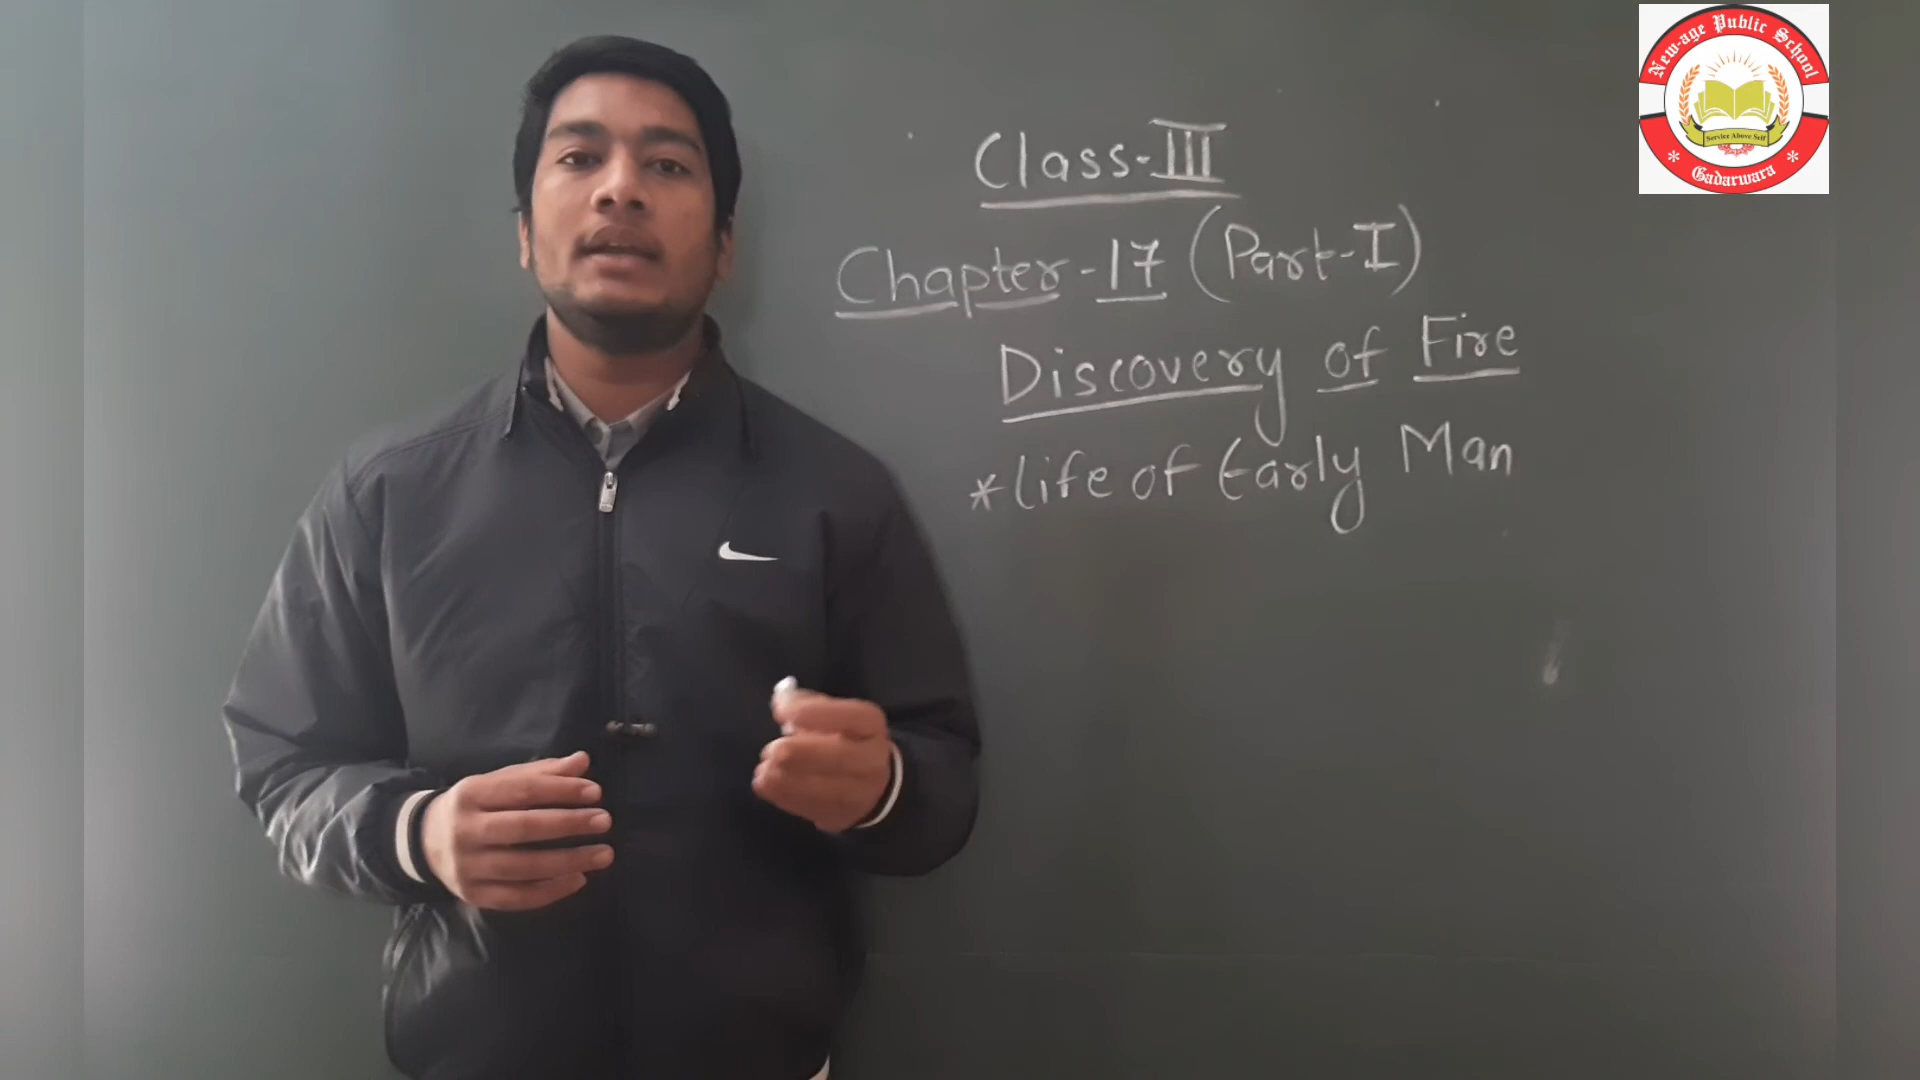 New-age Public School
Service Above Self
Gadarwara
Class-III
Chapter-17 (Part-I)
Discovery of Fire
*Life of Early Man